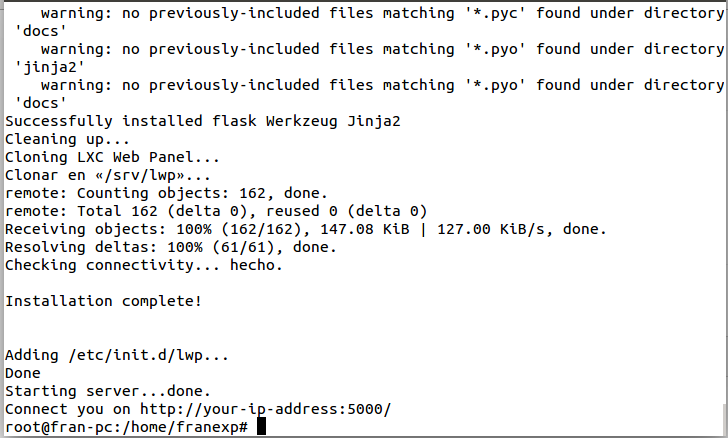 warning: no previously-included files matching '*.pyc' found under directory
'docs'
warning: no previously-included files matching '*.pyo' found under directory
'jinja2'
warning: no previously-included files matching '*.pyo' found under directory
'docs'
Successfully installed flask Werkzeug Jinja2
Cleaning up...
Cloning LXC Web Panel...
Clonar en «/srv/lwp»...
remote: Counting objects: 162, done.
remote: Total 162 (delta 0), reused 0 (delta 0)
Receiving objects: 100% (162/162), 147.08 KiB | 127.00 KiB/s, done.
Resolving deltas: 100% (61/61), done.
Checking connectivity... hecho.
Installation complete!
Adding /etc/init.d/lwp...
Done
Starting server...done.
Connect you on http://your-ip-address:5000/
root@fran-pc:/home/franexp#